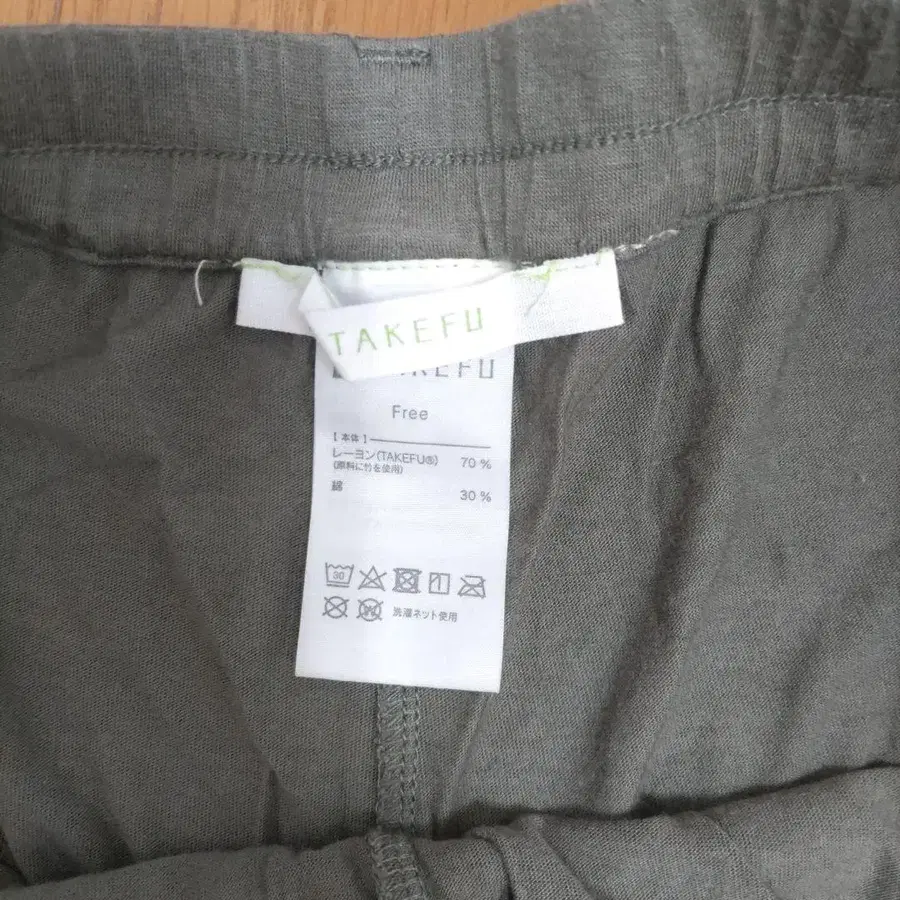 TAKEFU
Free
【本体】
レーヨン(TAKEFU®) 70 %
(原料に竹を使用)
綿 30 %
30
洗濯ネット使用